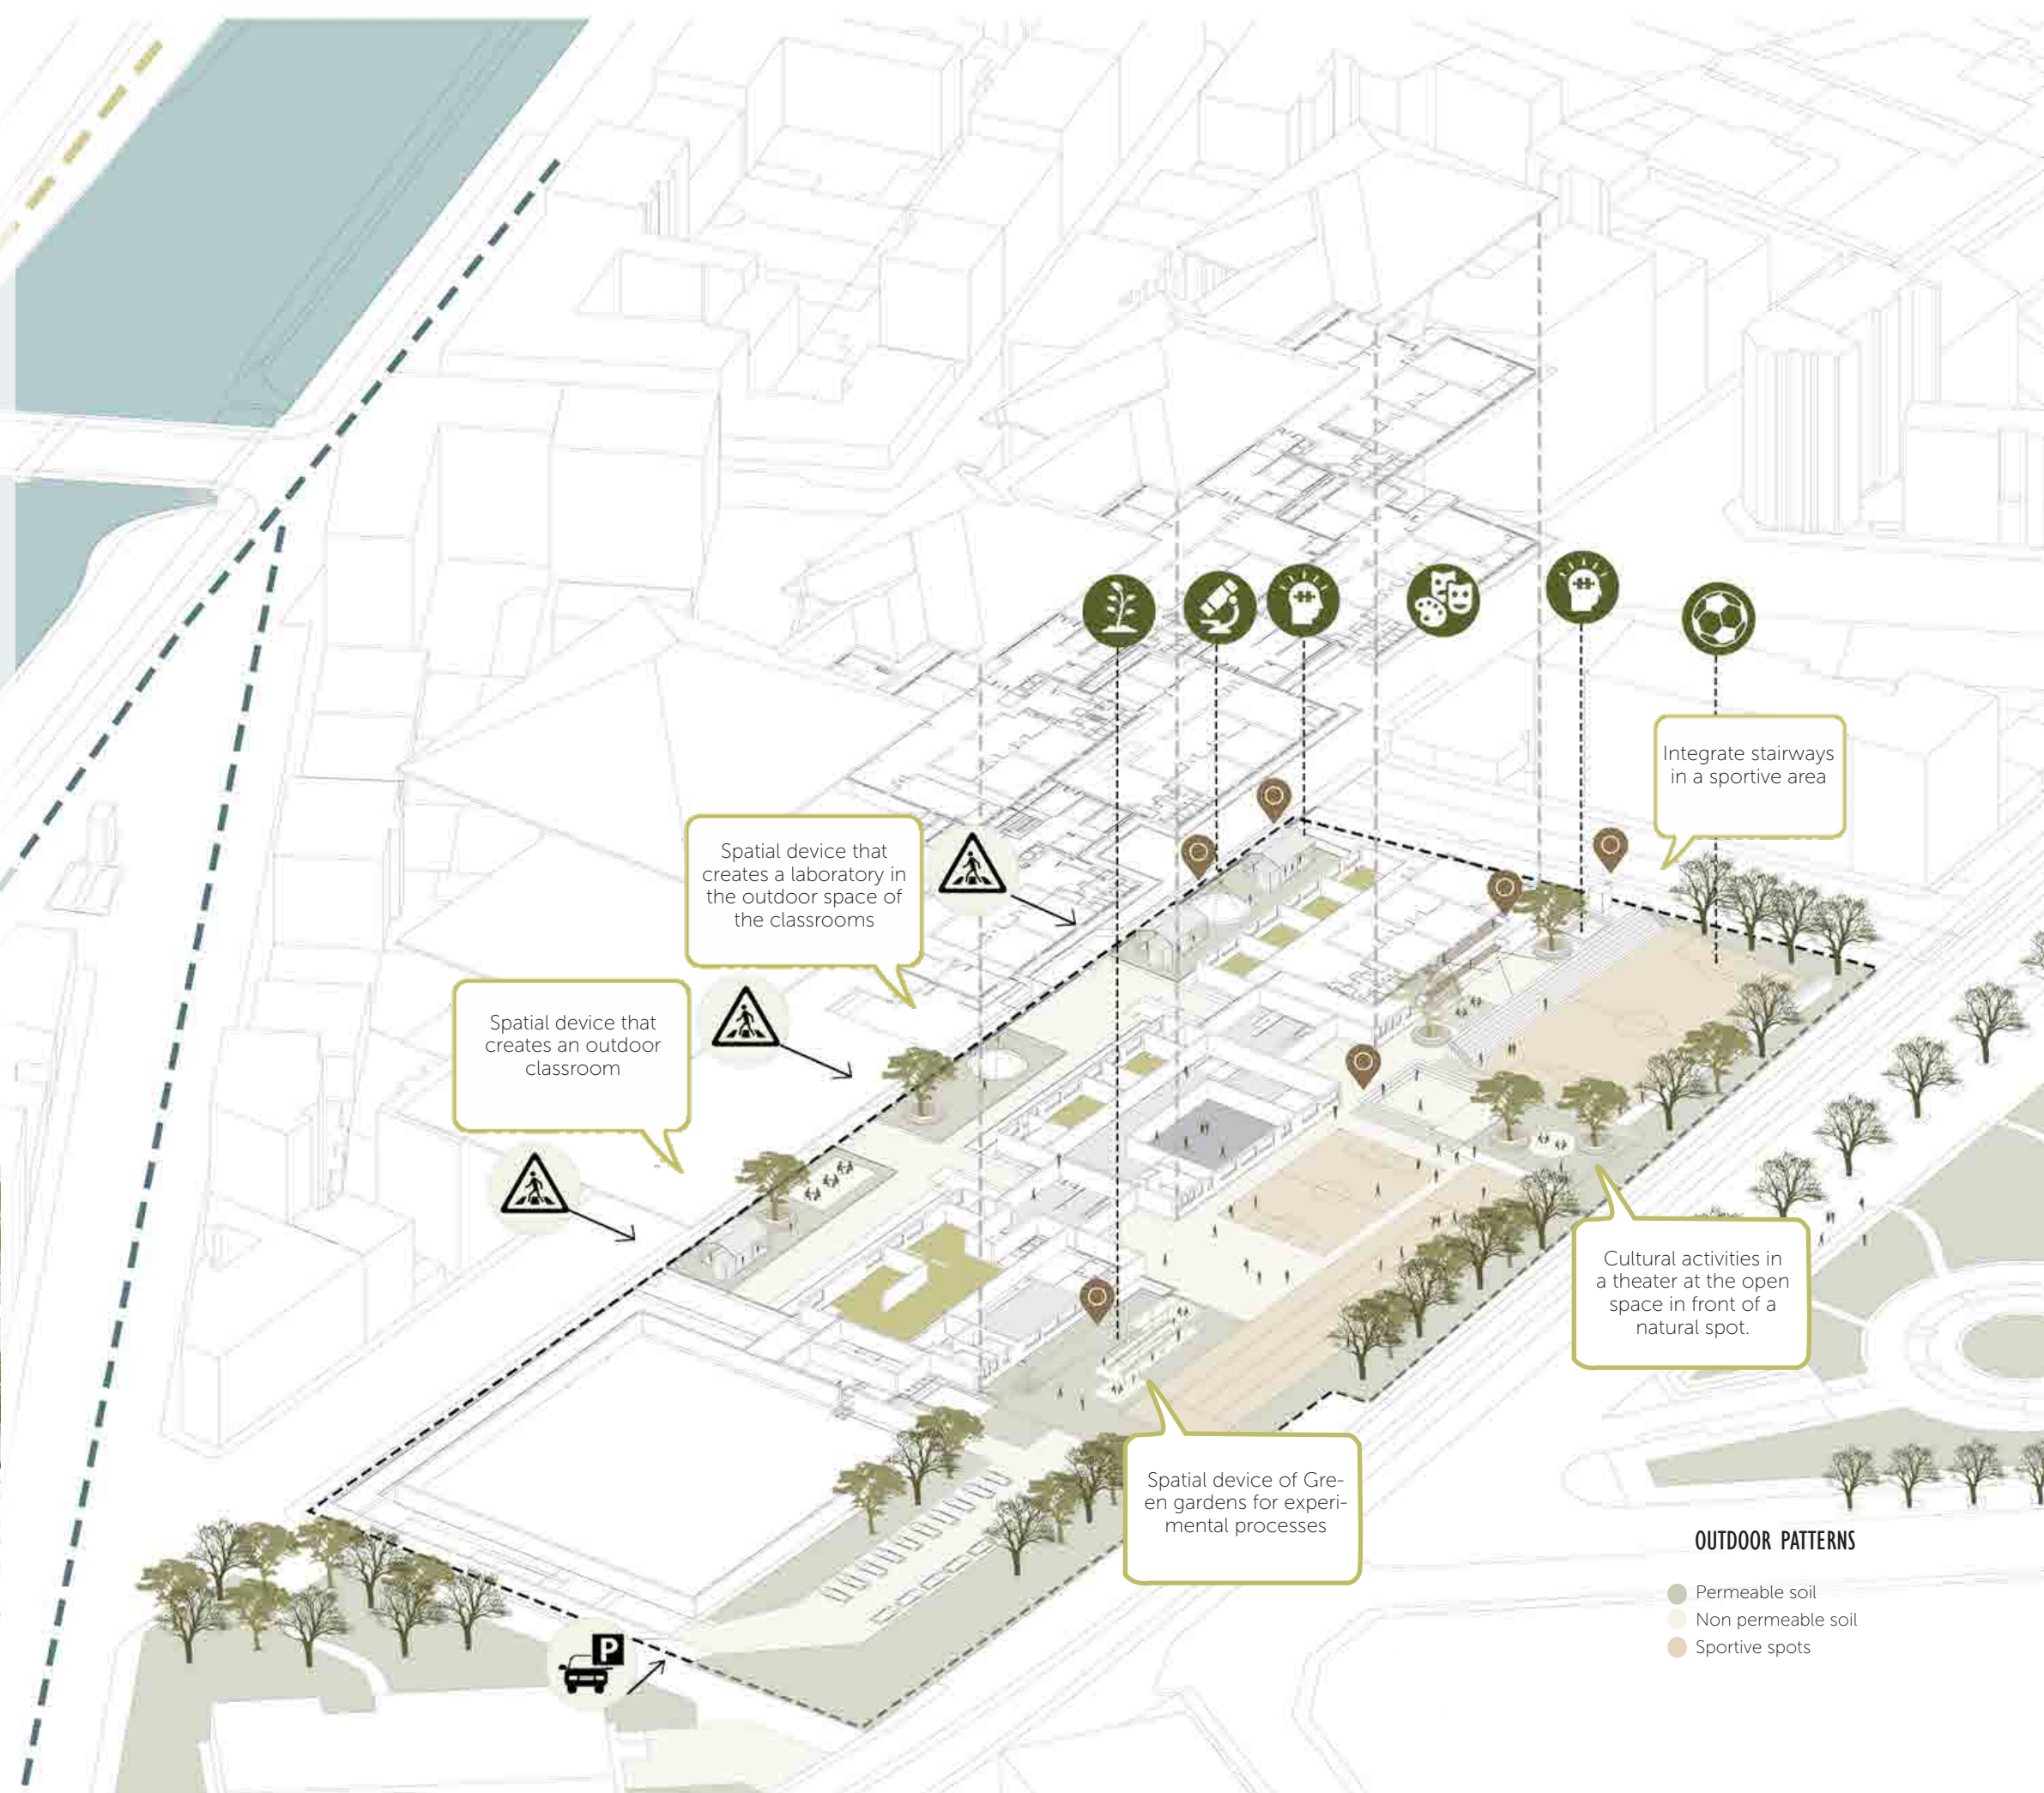 Integrate stairways
in a sportive area
Spatial device that
creates a laboratory in
the outdoor space of
the classrooms
Spatial device that
creates an outdoor
classroom
Cultural activities in
a theater at the open
space in front of a
natural spot.
Spatial device of Gre-
en gardens for experi-
mental processes
P
OUTDOOR PATTERNS
Permeable soil
Non permeable soil
Sportive spots